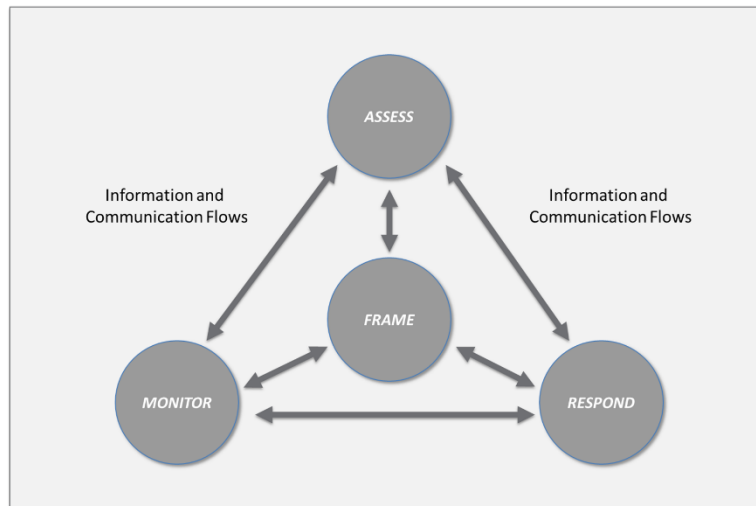 ASSESS
Information and
Communication Flows
Information and
Communication Flows
FRAME
MONITOR
RESPOND